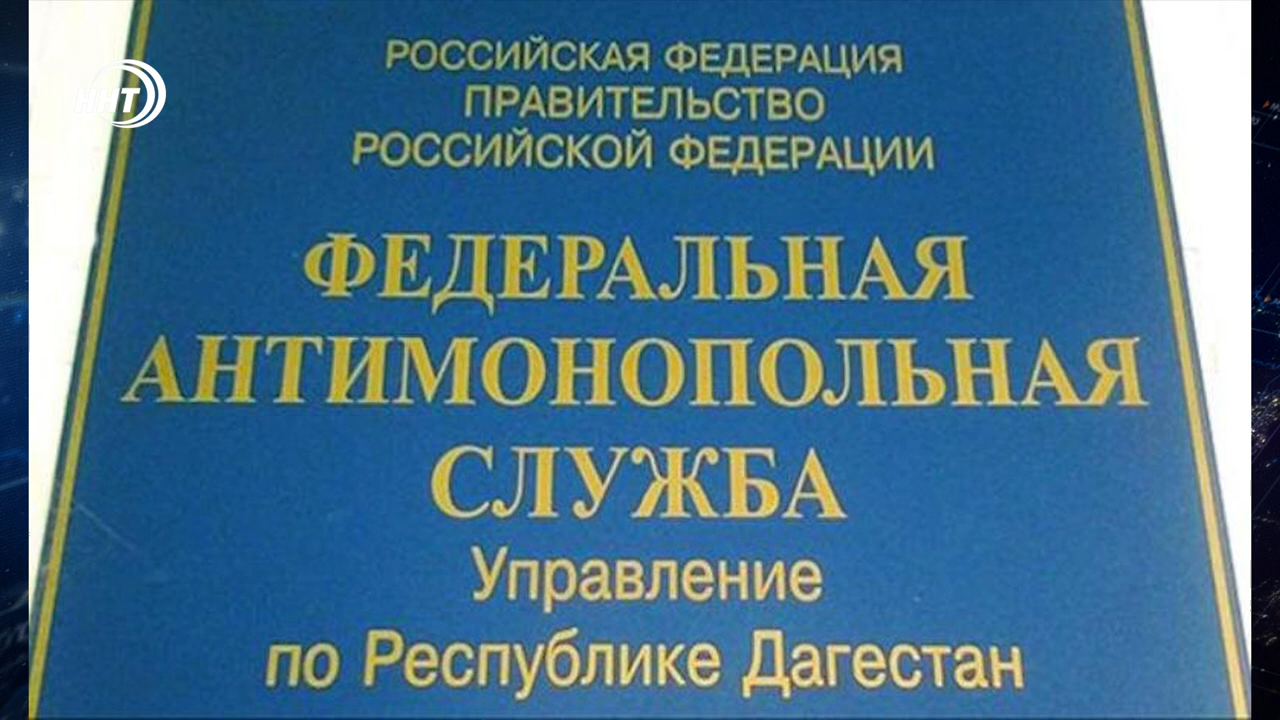 ННТ
РОССИЙСКАЯ ФЕДЕРАЦИЯ
ПРАВИТЕЛЬСТВО
РОССИЙСКОЙ ФЕДЕРАЦИИ
ФЕДЕРАЛЬНАЯ
АНТИМОНОПОЛЬНАЯ
СЛУЖБА
Управление
по Республике Дагестан